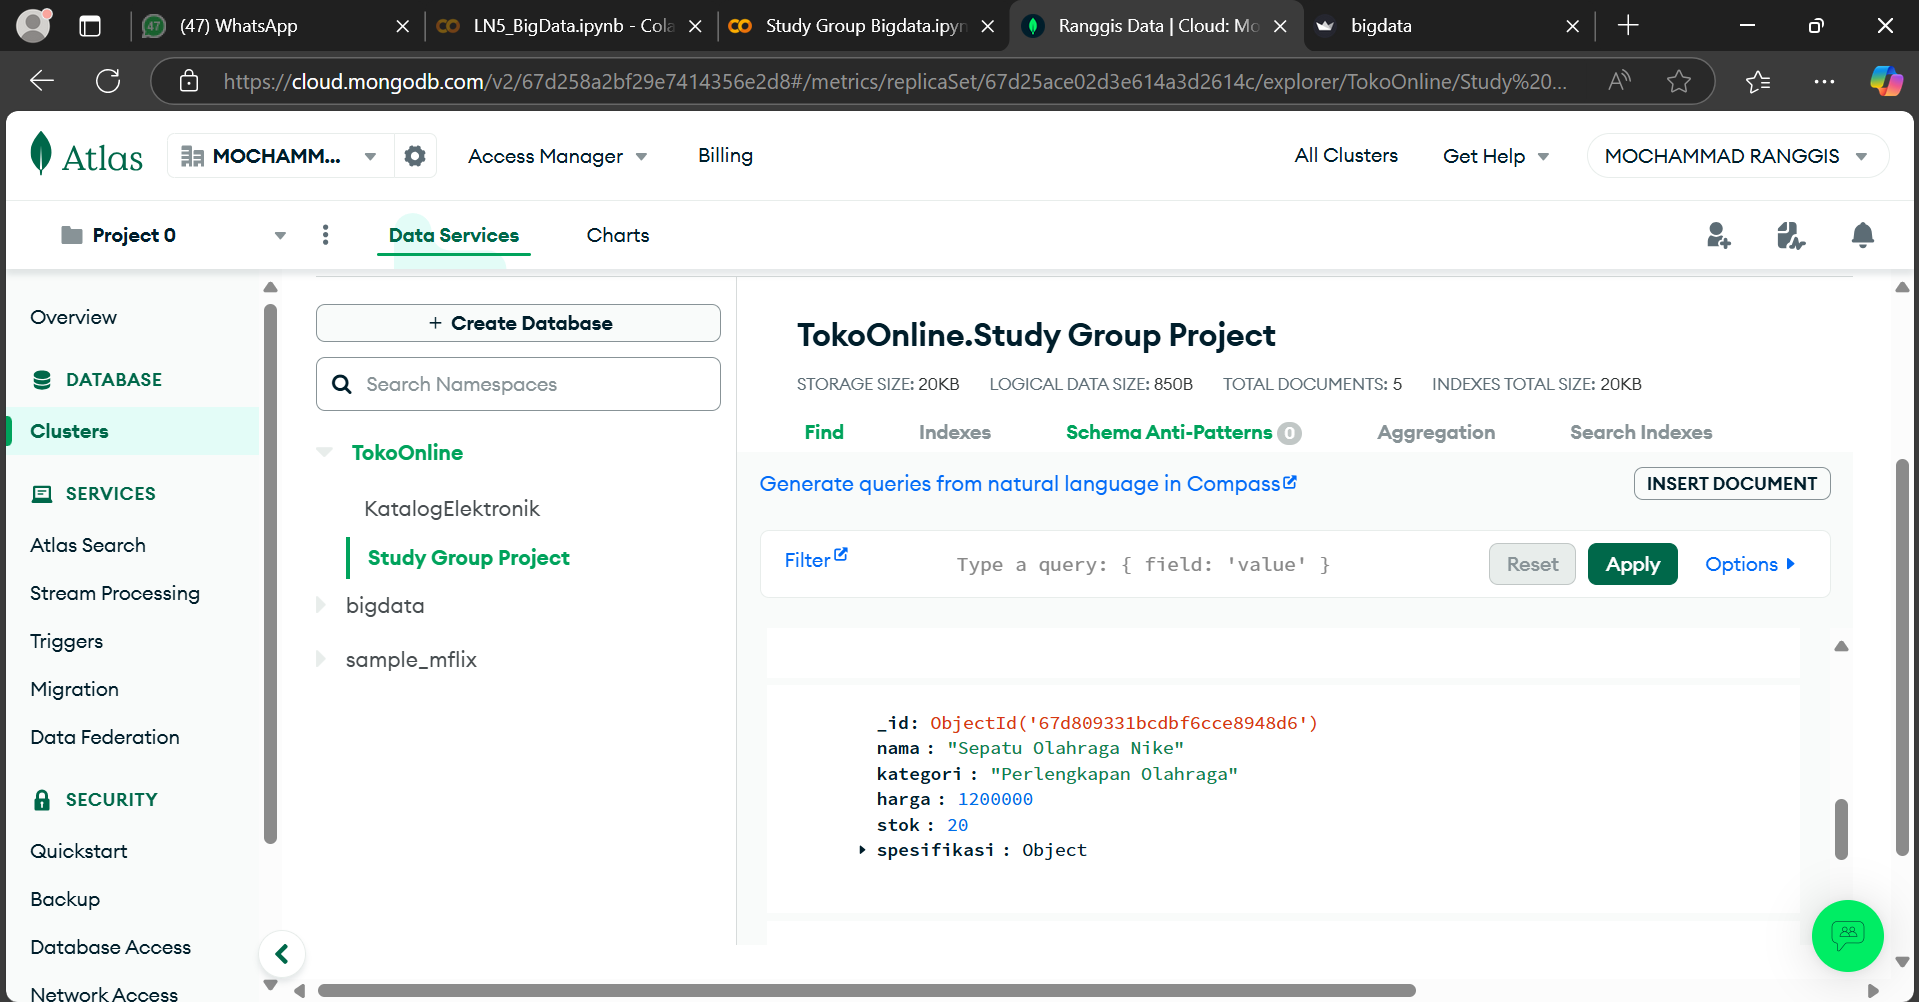 47 (47) WhatsApp
LN5_BigData.ipynb - Cola
Study Group Bigdata.ipyn
Ranggis Data | Cloud: Mo
bigdata
https://cloud.mongodb.com/v2/67d258a2bf29e7414356e2d8#/metrics/replicaSet/67d25ace02d3e614a3d2614c/explorer/TokoOnline/Study%20...
Atlas
MOCHAMM...
Access Manager
Billing
All Clusters
Get Help
MOCHAMMAD RANGGIS
Project 0
Data Services
Charts
Overview
DATABASE
Clusters
SERVICES
Atlas Search
Stream Processing
Triggers
Migration
Data Federation
SECURITY
Quickstart
Backup
Database Access
Network Access
+ Create Database
Search Namespaces
TokoOnline
KatalogElektronik
Study Group Project
bigdata
sample_mflix
TokoOnline.Study Group Project
STORAGE SIZE: 20KB LOGICAL DATA SIZE: 850B TOTAL DOCUMENTS: 5 INDEXES TOTAL SIZE: 20KB
Find Indexes Schema Anti-Patterns 0 Aggregation Search Indexes
Generate queries from natural language in Compass
INSERT DOCUMENT
Filter
Type a query: { field: 'value' }
Reset
Apply
Options
_id: ObjectId('67d809331bcdbf6cce8948d6')
nama : "Sepatu Olahraga Nike"
kategori : "Perlengkapan Olahraga"
harga : 1200000
stok : 20
spesifikasi : Object